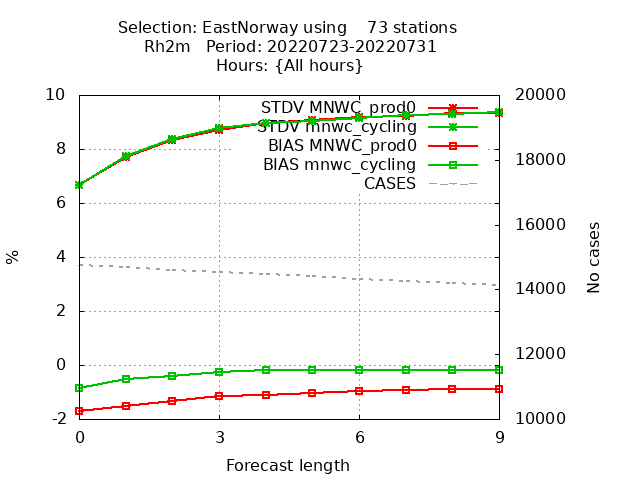 Selection: EastNorway using    73 stations
Rh2m   Period: 20220723-20220731
Hours: {All hours}
STDV MNWC_prod0
STDV mnwc_cycling
BIAS MNWC_prod0
BIAS mnwc_cycling
CASES
%
10
8
6
4
2
0
-2
20000
18000
16000
14000
12000
10000
No cases
0
3
6
9
Forecast length